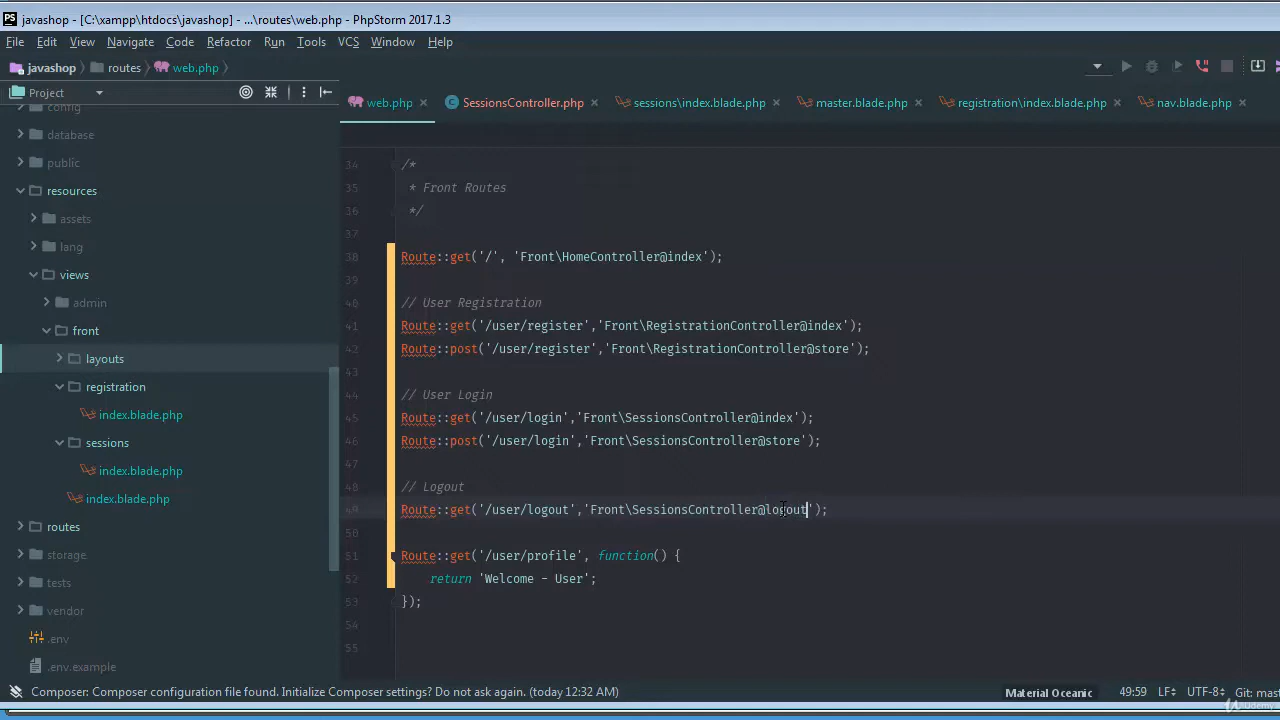 PS javashop - [C:\xampp\htdocs\javashop] - ...\routes\web.php - PhpStorm 2017.1.3
File Edit View Navigate Code Refactor Run Tools VCS Window Help
javashop routes web.php
Project
web.php SessionsController.php sessions\index.blade.php master.blade.php registration\index.blade.php nav.blade.php
config
database
public
resources
assets
lang
views
admin
front
layouts
registration
index.blade.php
sessions
index.blade.php
index.blade.php
routes
storage
tests
vendor
.env
.env.example
34 /*
35 * Front Routes
36 */
37
38 Route::get('/', 'Front\HomeController@index');
39
40 // User Registration
41 Route::get('/user/register','Front\RegistrationController@index');
42 Route::post('/user/register','Front\RegistrationController@store');
43
44 // User Login
45 Route::get('/user/login','Front\SessionsController@index');
46 Route::post('/user/login','Front\SessionsController@store');
47
48 // Logout
49 Route::get('/user/logout','Front\SessionsController@logout');
50
51 Route::get('/user/profile', function() {
52 return 'Welcome - User';
53 });
54
55
Composer: Composer configuration file found. Initialize Composer settings? Do not ask again. (today 12:32 AM) Material Oceanic 49:59 LF UTF-8 Git: mas
Udemy